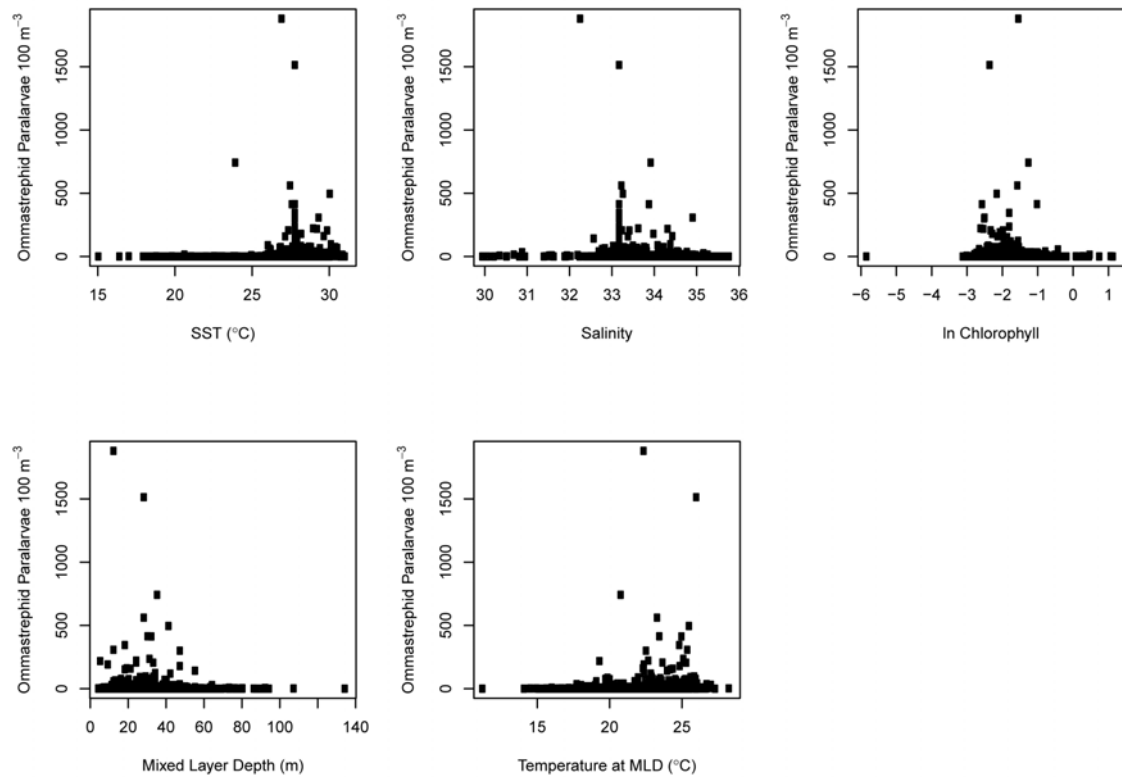 Ommastrephid Paralarvae 100 m⁻³
0 500 1000 1500
15 20 25 30
SST (°C)
Ommastrephid Paralarvae 100 m⁻³
0 500 1000 1500
30 31 32 33 34 35 36
Salinity
Ommastrephid Paralarvae 100 m⁻³
0 500 1000 1500
−6 −5 −4 −3 −2 −1 0 1
ln Chlorophyll
Ommastrephid Paralarvae 100 m⁻³
0 500 1000 1500
0 20 40 60 80 100 140
Mixed Layer Depth (m)
Ommastrephid Paralarvae 100 m⁻³
0 500 1000 1500
15 20 25
Temperature at MLD (°C)